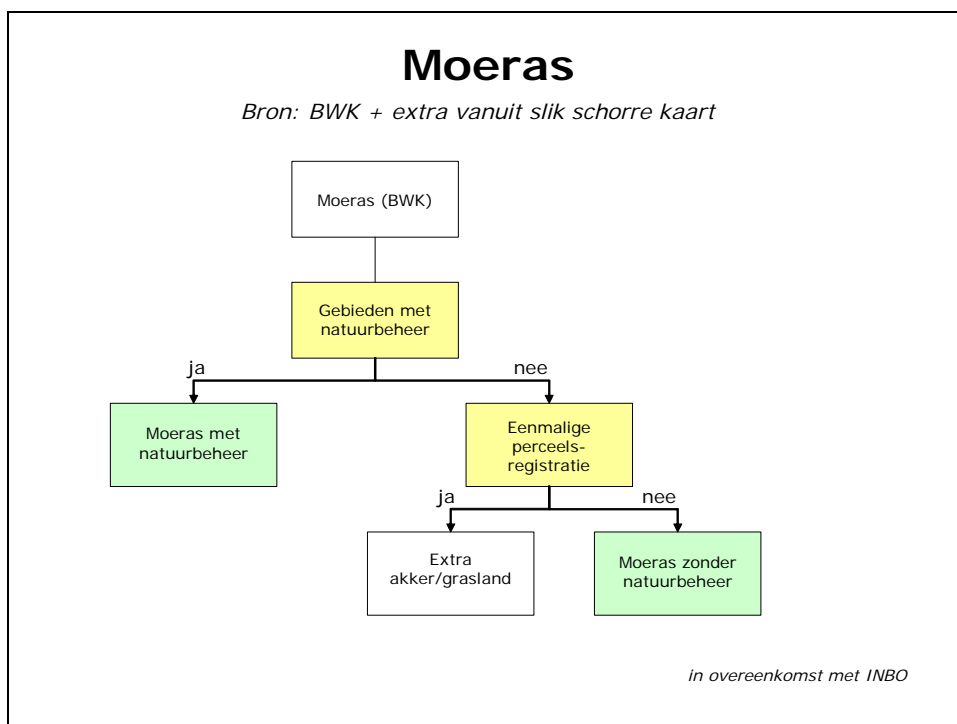 Moeras
Bron: BWK + extra vanuit slik schorre kaart
Moeras (BWK)
Gebieden met
natuurbeheer
ja
nee
Moeras met
natuurbeheer
Eenmalige
perceels-
registratie
ja
nee
Extra
akker/grasland
Moeras zonder
natuurbeheer
in overeenkomst met INBO